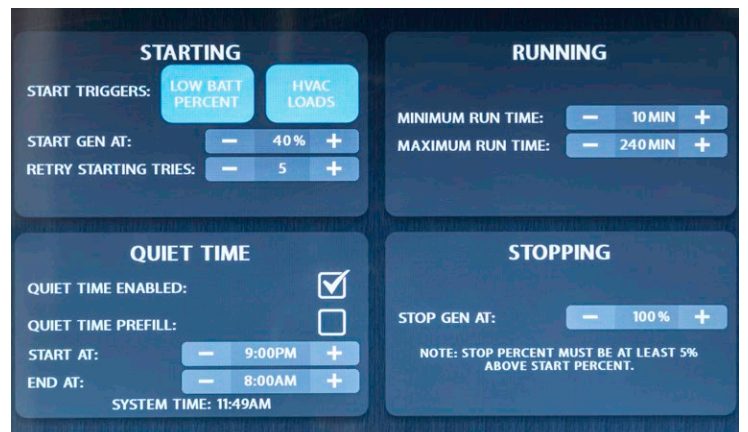 STARTING
START TRIGGERS: LOW BATT PERCENT HVAC LOADS
START GEN AT: − 40% +
RETRY STARTING TRIES: − 5 +
RUNNING
MINIMUM RUN TIME: − 10 MIN +
MAXIMUM RUN TIME: − 240 MIN +
QUIET TIME
QUIET TIME ENABLED:
QUIET TIME PREFILL:
START AT: − 9:00PM +
END AT: − 8:00AM +
SYSTEM TIME: 11:49AM
STOPPING
STOP GEN AT: − 100 % +
NOTE: STOP PERCENT MUST BE AT LEAST 5%
ABOVE START PERCENT.